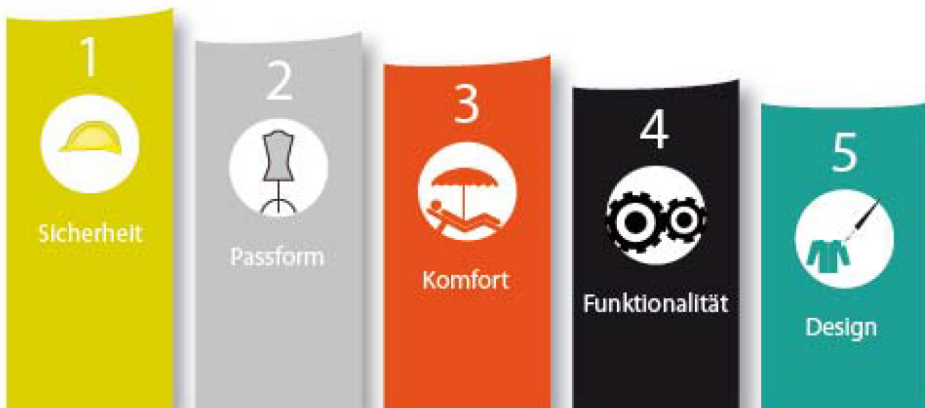 1
Sicherheit
2
Passform
3
Komfort
4
Funktionalität
5
Design